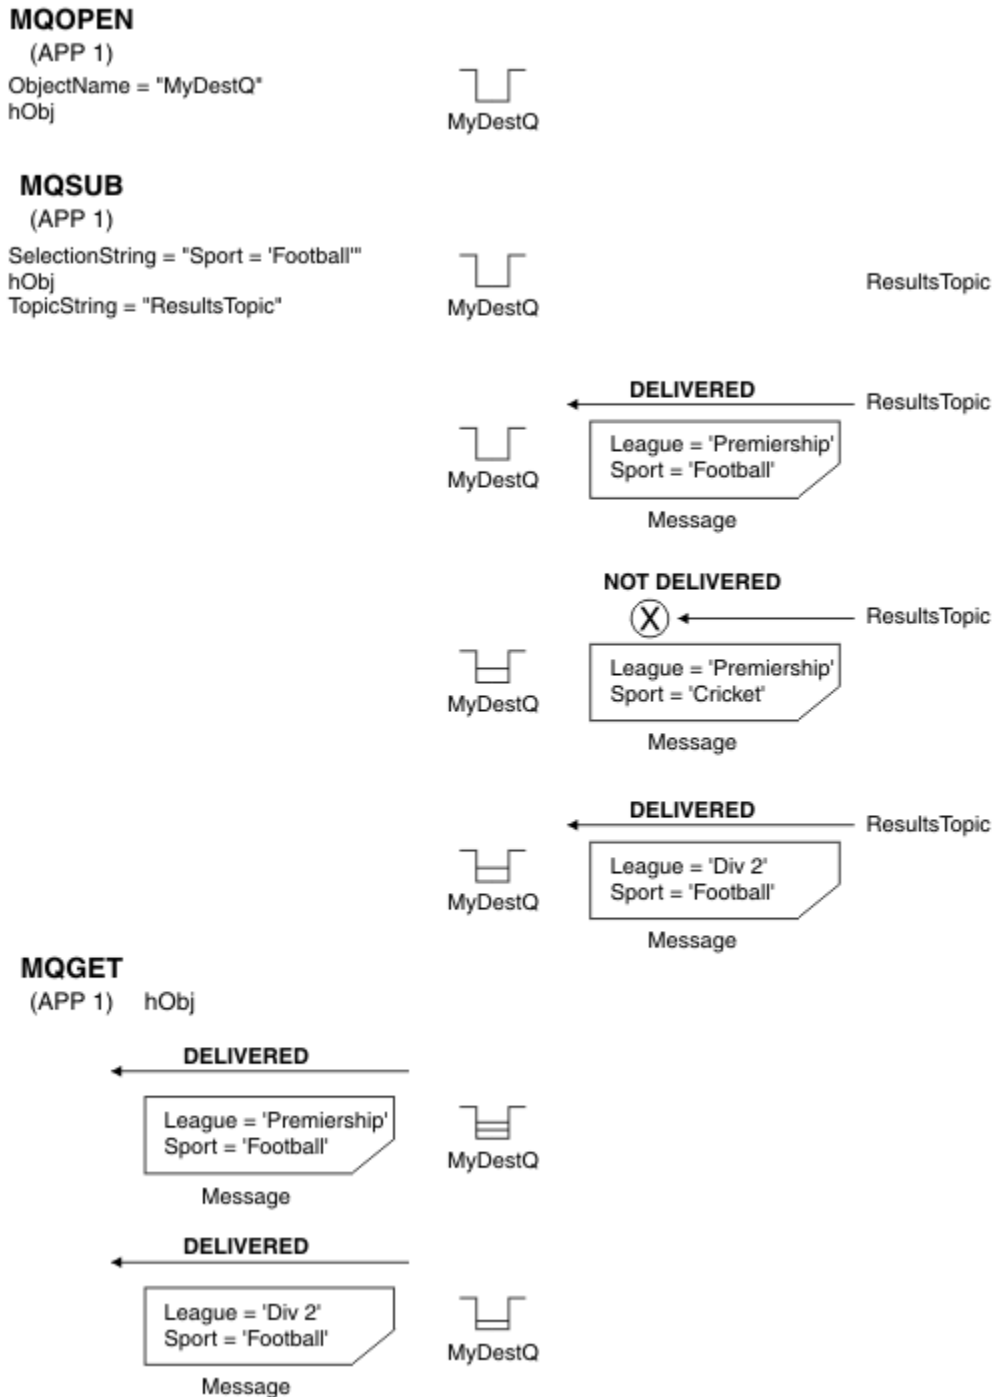 MQOPEN
(APP 1)
ObjectName = "MyDestQ"
hObj
MyDestQ
MQSUB
(APP 1)
SelectionString = "Sport = 'Football'"
hObj
TopicString = "ResultsTopic"
MyDestQ
ResultsTopic
DELIVERED
ResultsTopic
League = 'Premiership'
Sport = 'Football'
MyDestQ
Message
NOT DELIVERED
X
ResultsTopic
League = 'Premiership'
Sport = 'Cricket'
MyDestQ
Message
DELIVERED
ResultsTopic
League = 'Div 2'
Sport = 'Football'
MyDestQ
Message
MQGET
(APP 1) hObj
DELIVERED
League = 'Premiership'
Sport = 'Football'
MyDestQ
Message
DELIVERED
League = 'Div 2'
Sport = 'Football'
MyDestQ
Message